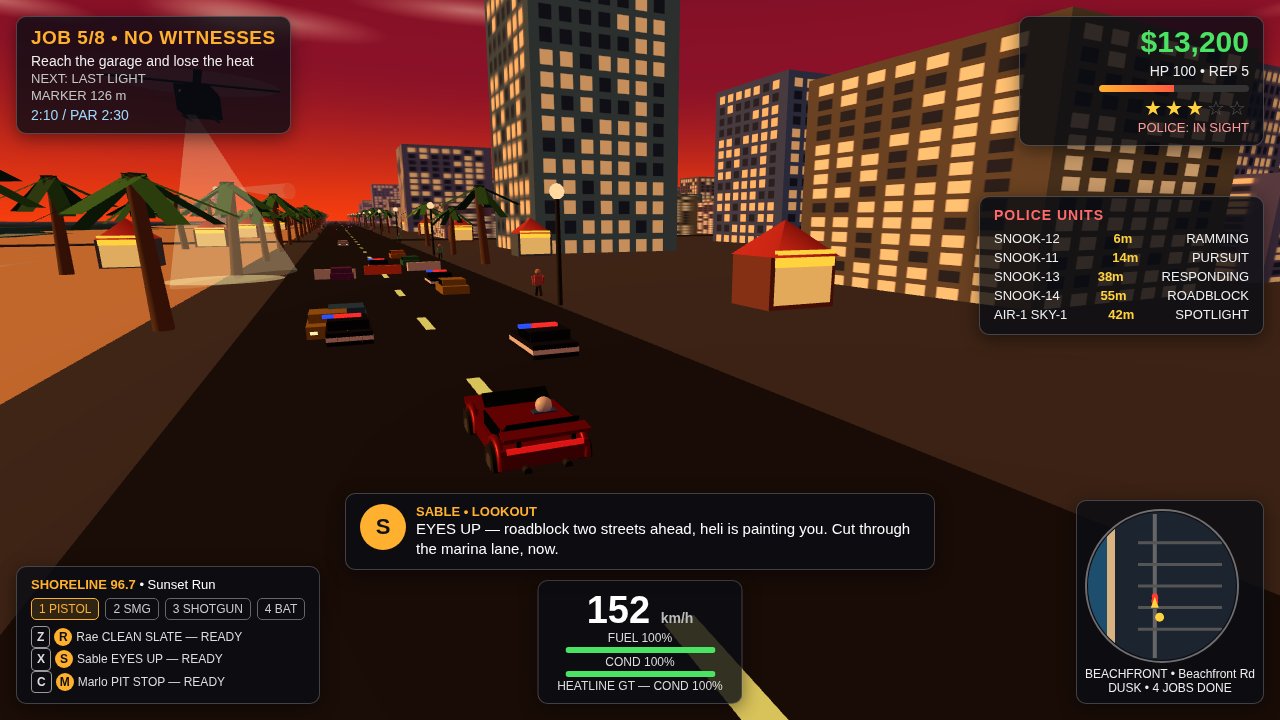 JOB 5/8 • NO WITNESSES
Reach the garage and lose the heat
NEXT: LAST LIGHT
MARKER 126 m
2:10 / PAR 2:30
$13,200
HP 100 • REP 5
★★★☆☆
POLICE: IN SIGHT
POLICE UNITS
SNOOK-12 6m RAMMING
SNOOK-11 14m PURSUIT
SNOOK-13 38m RESPONDING
SNOOK-14 55m ROADBLOCK
AIR-1 SKY-1 42m SPOTLIGHT
S
SABLE • LOOKOUT
EYES UP — roadblock two streets ahead, heli is painting you. Cut through
the marina lane, now.
SHORELINE 96.7 • Sunset Run
1 PISTOL 2 SMG 3 SHOTGUN 4 BAT
Z R Rae CLEAN SLATE — READY
X S Sable EYES UP — READY
C M Marlo PIT STOP — READY
152 km/h
FUEL 100%
COND 100%
HEATLINE GT — COND 100%
BEACHFRONT • Beachfront Rd
DUSK • 4 JOBS DONE